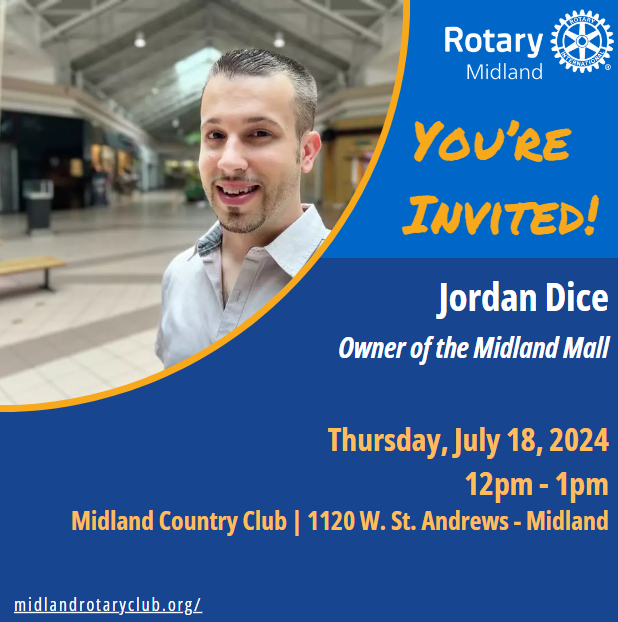 Rotary
Midland
ROTARY
INTERNATIONAL
You're
Invited!
Jordan Dice
Owner of the Midland Mall
Thursday, July 18, 2024
12pm - 1pm
Midland Country Club | 1120 W. St. Andrews - Midland
midlandrotaryclub.org/